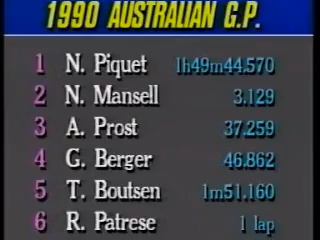 1990 AUSTRALIAN G.P.
1 N. Piquet 1h49m44.570
2 N. Mansell 3.129
3 A. Prost 37.259
4 G. Berger 46.862
5 T. Boutsen 1m51.160
6 R. Patrese 1 lap